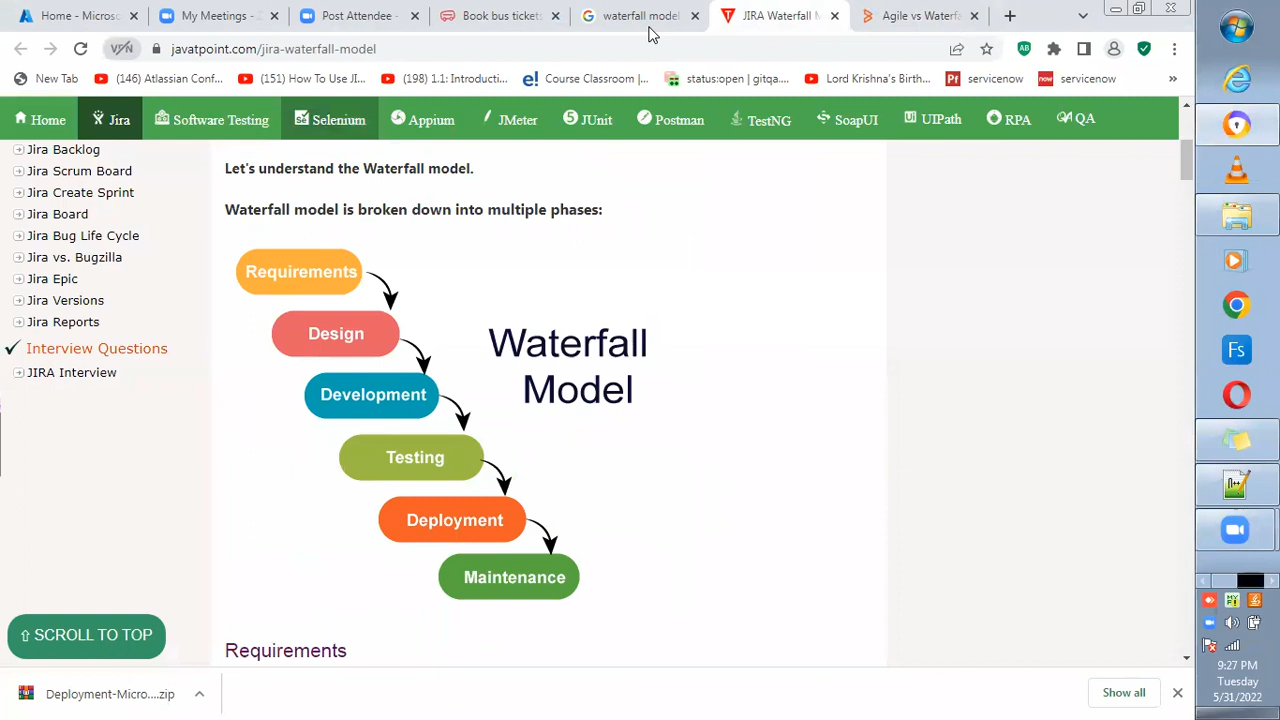 Home - Micros
My Meetings - Z
Post Attendee -
Book bus tickets
waterfall model
JIRA Waterfall M
Agile vs Waterfa
VPN
javatpoint.com/jira-waterfall-model
New Tab
(146) Atlassian Conf...
(151) How To Use JI...
(198) 1.1: Introducti...
e! Course Classroom |...
status:open | gitqa....
Lord Krishna's Birth...
Pf servicenow
now servicenow
»
Home
Jira
Software Testing
Selenium
Appium
JMeter
JUnit
Postman
TestNG
SoapUI
UIPath
RPA
QA
Jira Backlog
Jira Scrum Board
Jira Create Sprint
Jira Board
Jira Bug Life Cycle
Jira vs. Bugzilla
Jira Epic
Jira Versions
Jira Reports
Interview Questions
JIRA Interview
⇧ SCROLL TO TOP
Let's understand the Waterfall model.
Waterfall model is broken down into multiple phases:
Requirements
Design
Development
Testing
Deployment
Maintenance
Waterfall
Model
Requirements
Deployment-Micro....zip
Show all
Fs
9:27 PM
Tuesday
5/31/2022